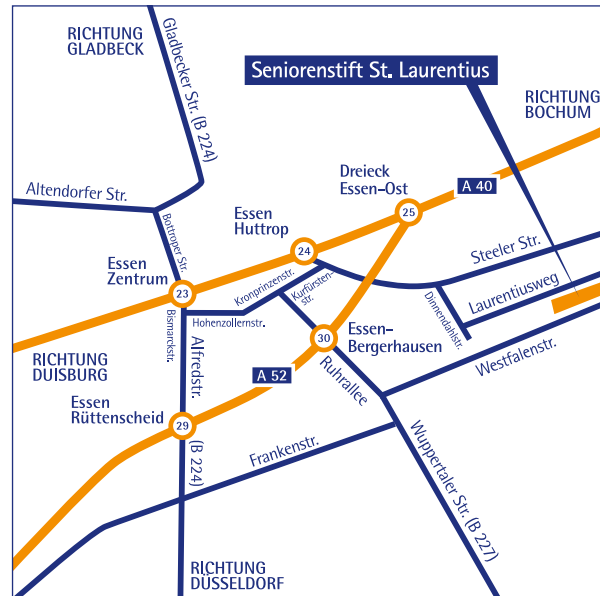 RICHTUNG
GLADBECK
Gladbecker Str. (B 224)
Seniorenstift St. Laurentius
RICHTUNG
BOCHUM
Altendorfer Str.
Dreieck
Essen-Ost
A 40
25
Bottroper Str.
Essen
Huttrop
24
Steeler Str.
Essen
Zentrum
23
Kronprinzenstr.
Kurfürsten-
str.
Dinnendahlstr.
Laurentiusweg
Bismarckstr.
Hohenzollernstr.
30
Essen-
Bergerhausen
Westfalenstr.
RICHTUNG
DUISBURG
Alfredstr.
A 52
Ruhrallee
Essen
Rüttenscheid
29
(B 224)
Frankenstr.
Wuppertaler Str. (B 227)
RICHTUNG
DÜSSELDORF